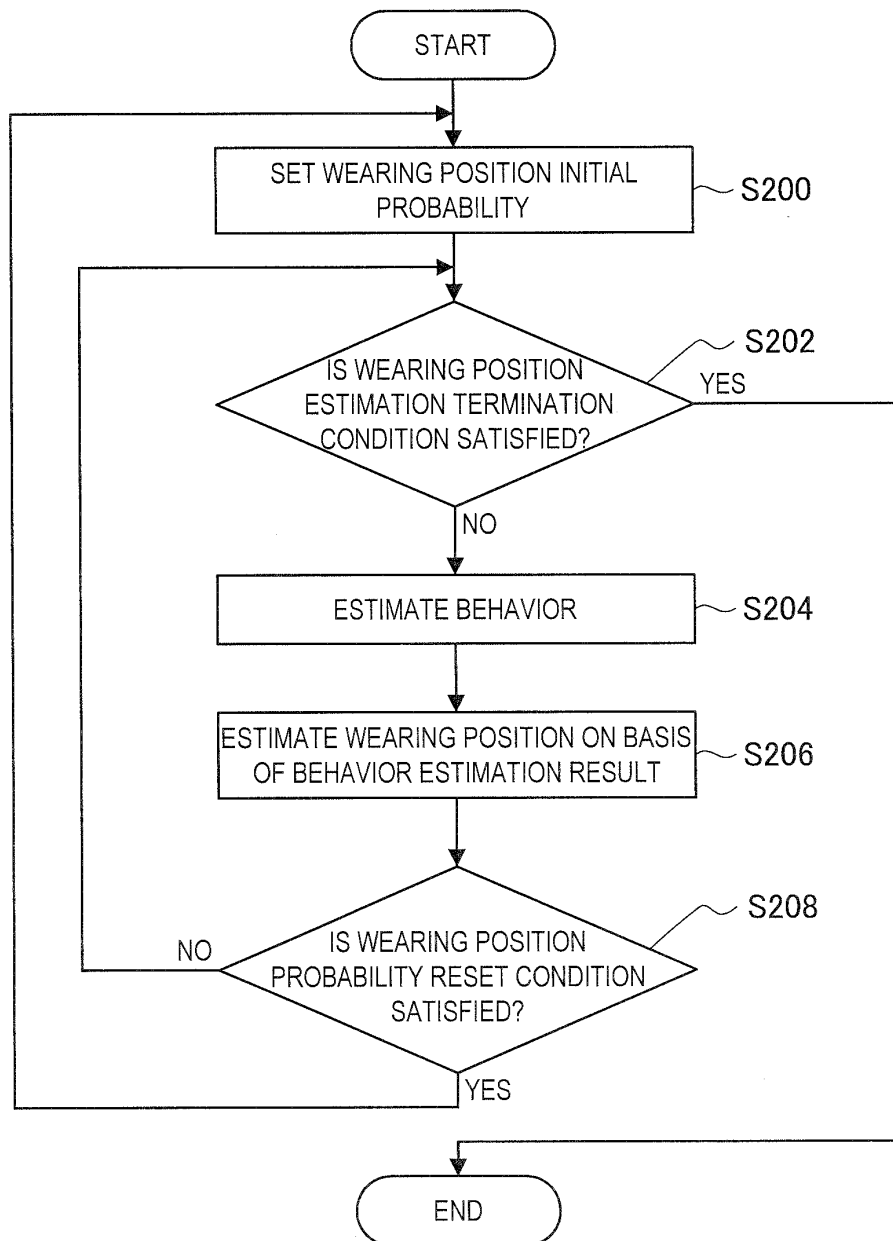 START
SET WEARING POSITION INITIAL
PROBABILITY
S200
S202
IS WEARING POSITION
ESTIMATION TERMINATION
CONDITION SATISFIED?
YES
NO
ESTIMATE BEHAVIOR
S204
ESTIMATE WEARING POSITION ON BASIS
OF BEHAVIOR ESTIMATION RESULT
S206
S208
NO
IS WEARING POSITION
PROBABILITY RESET CONDITION
SATISFIED?
YES
END